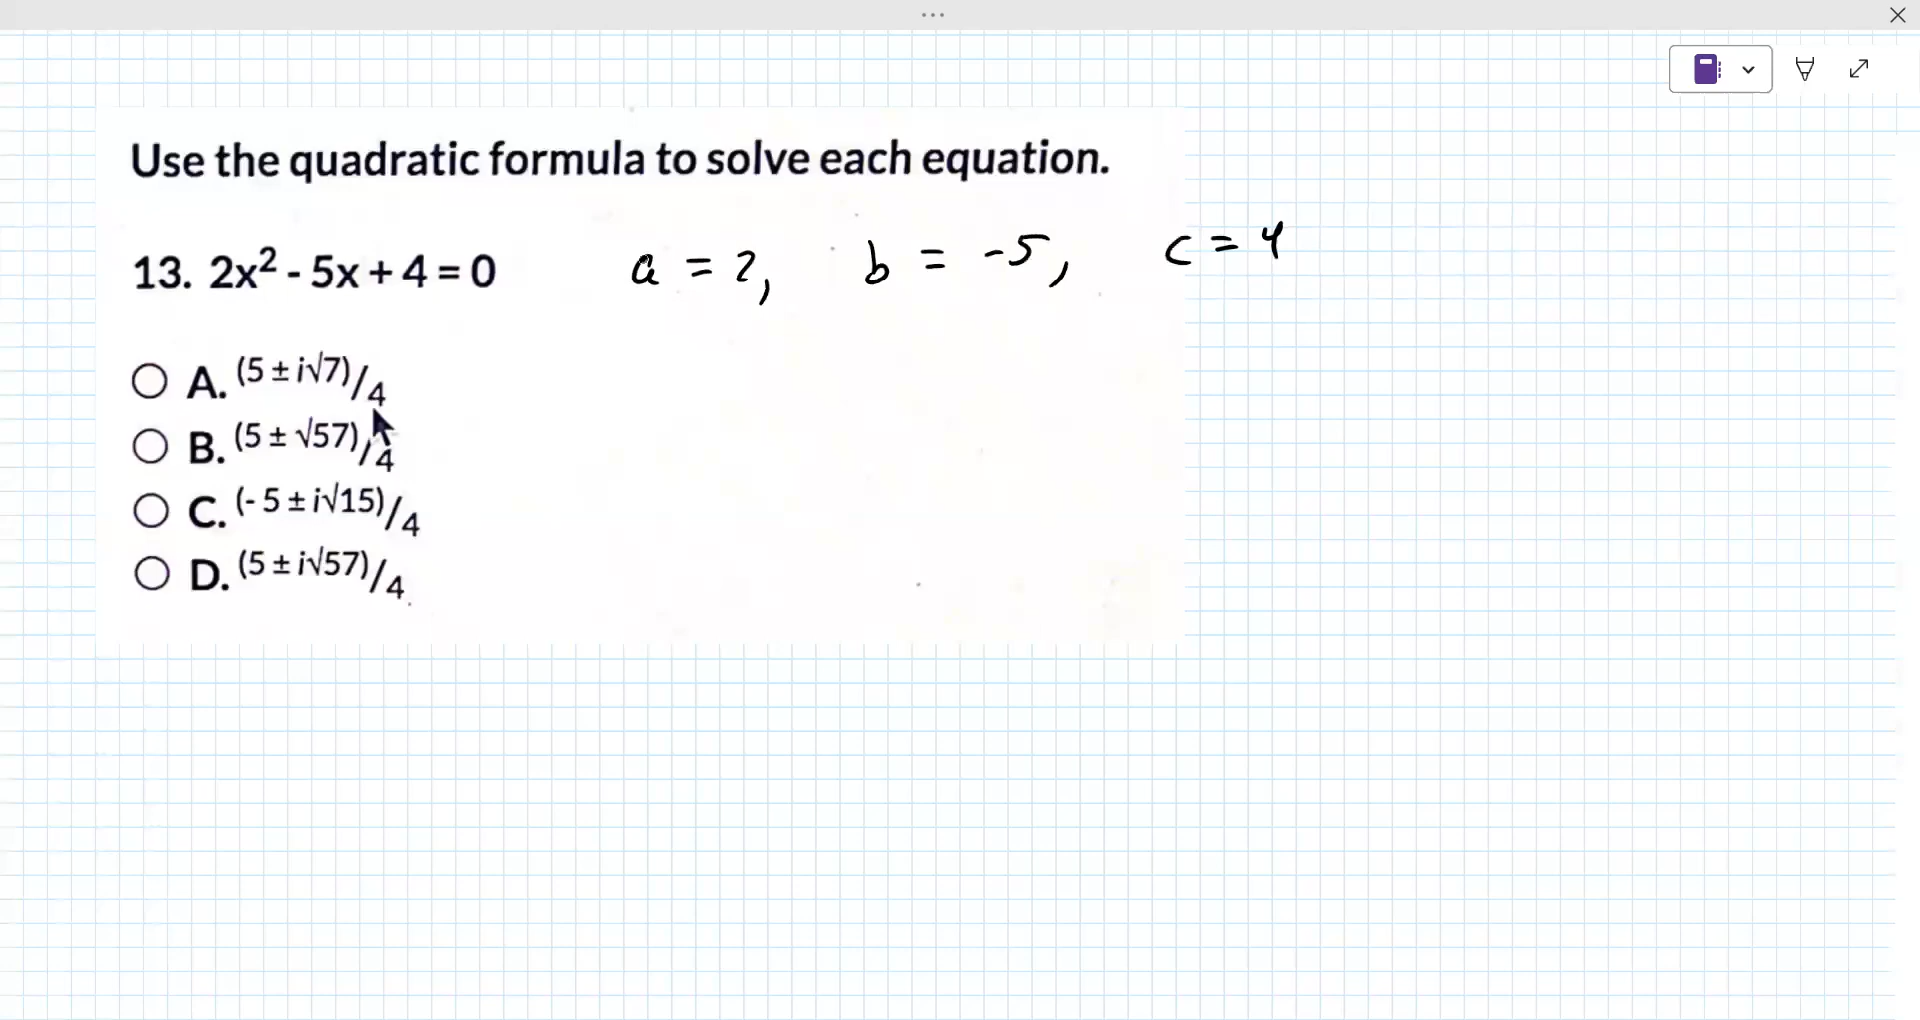 Use the quadratic formula to solve each equation.
13. 2x² - 5x + 4 = 0 a = 2, b = -5, c = 4
A. (5 ± i√7)/4
B. (5 ± √57)/4
C. (- 5 ± i√15)/4
D. (5 ± i√57)/4